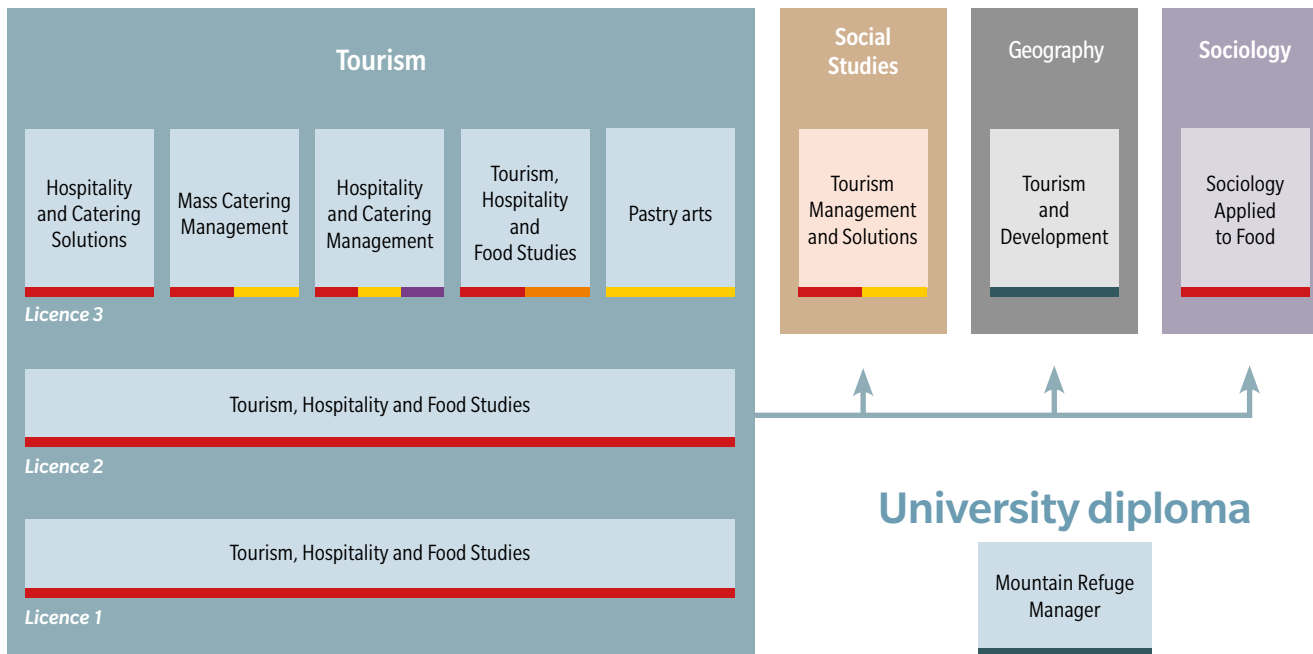 Tourism
Hospitality
and Catering
Solutions
Mass Catering
Management
Hospitality
and Catering
Management
Tourism,
Hospitality
and
Food Studies
Pastry arts
Licence 3
Tourism, Hospitality and Food Studies
Licence 2
Tourism, Hospitality and Food Studies
Licence 1
Social
Studies
Tourism
Management
and Solutions
Geography
Tourism
and
Development
Sociology
Sociology
Applied
to Food
University diploma
Mountain Refuge
Manager